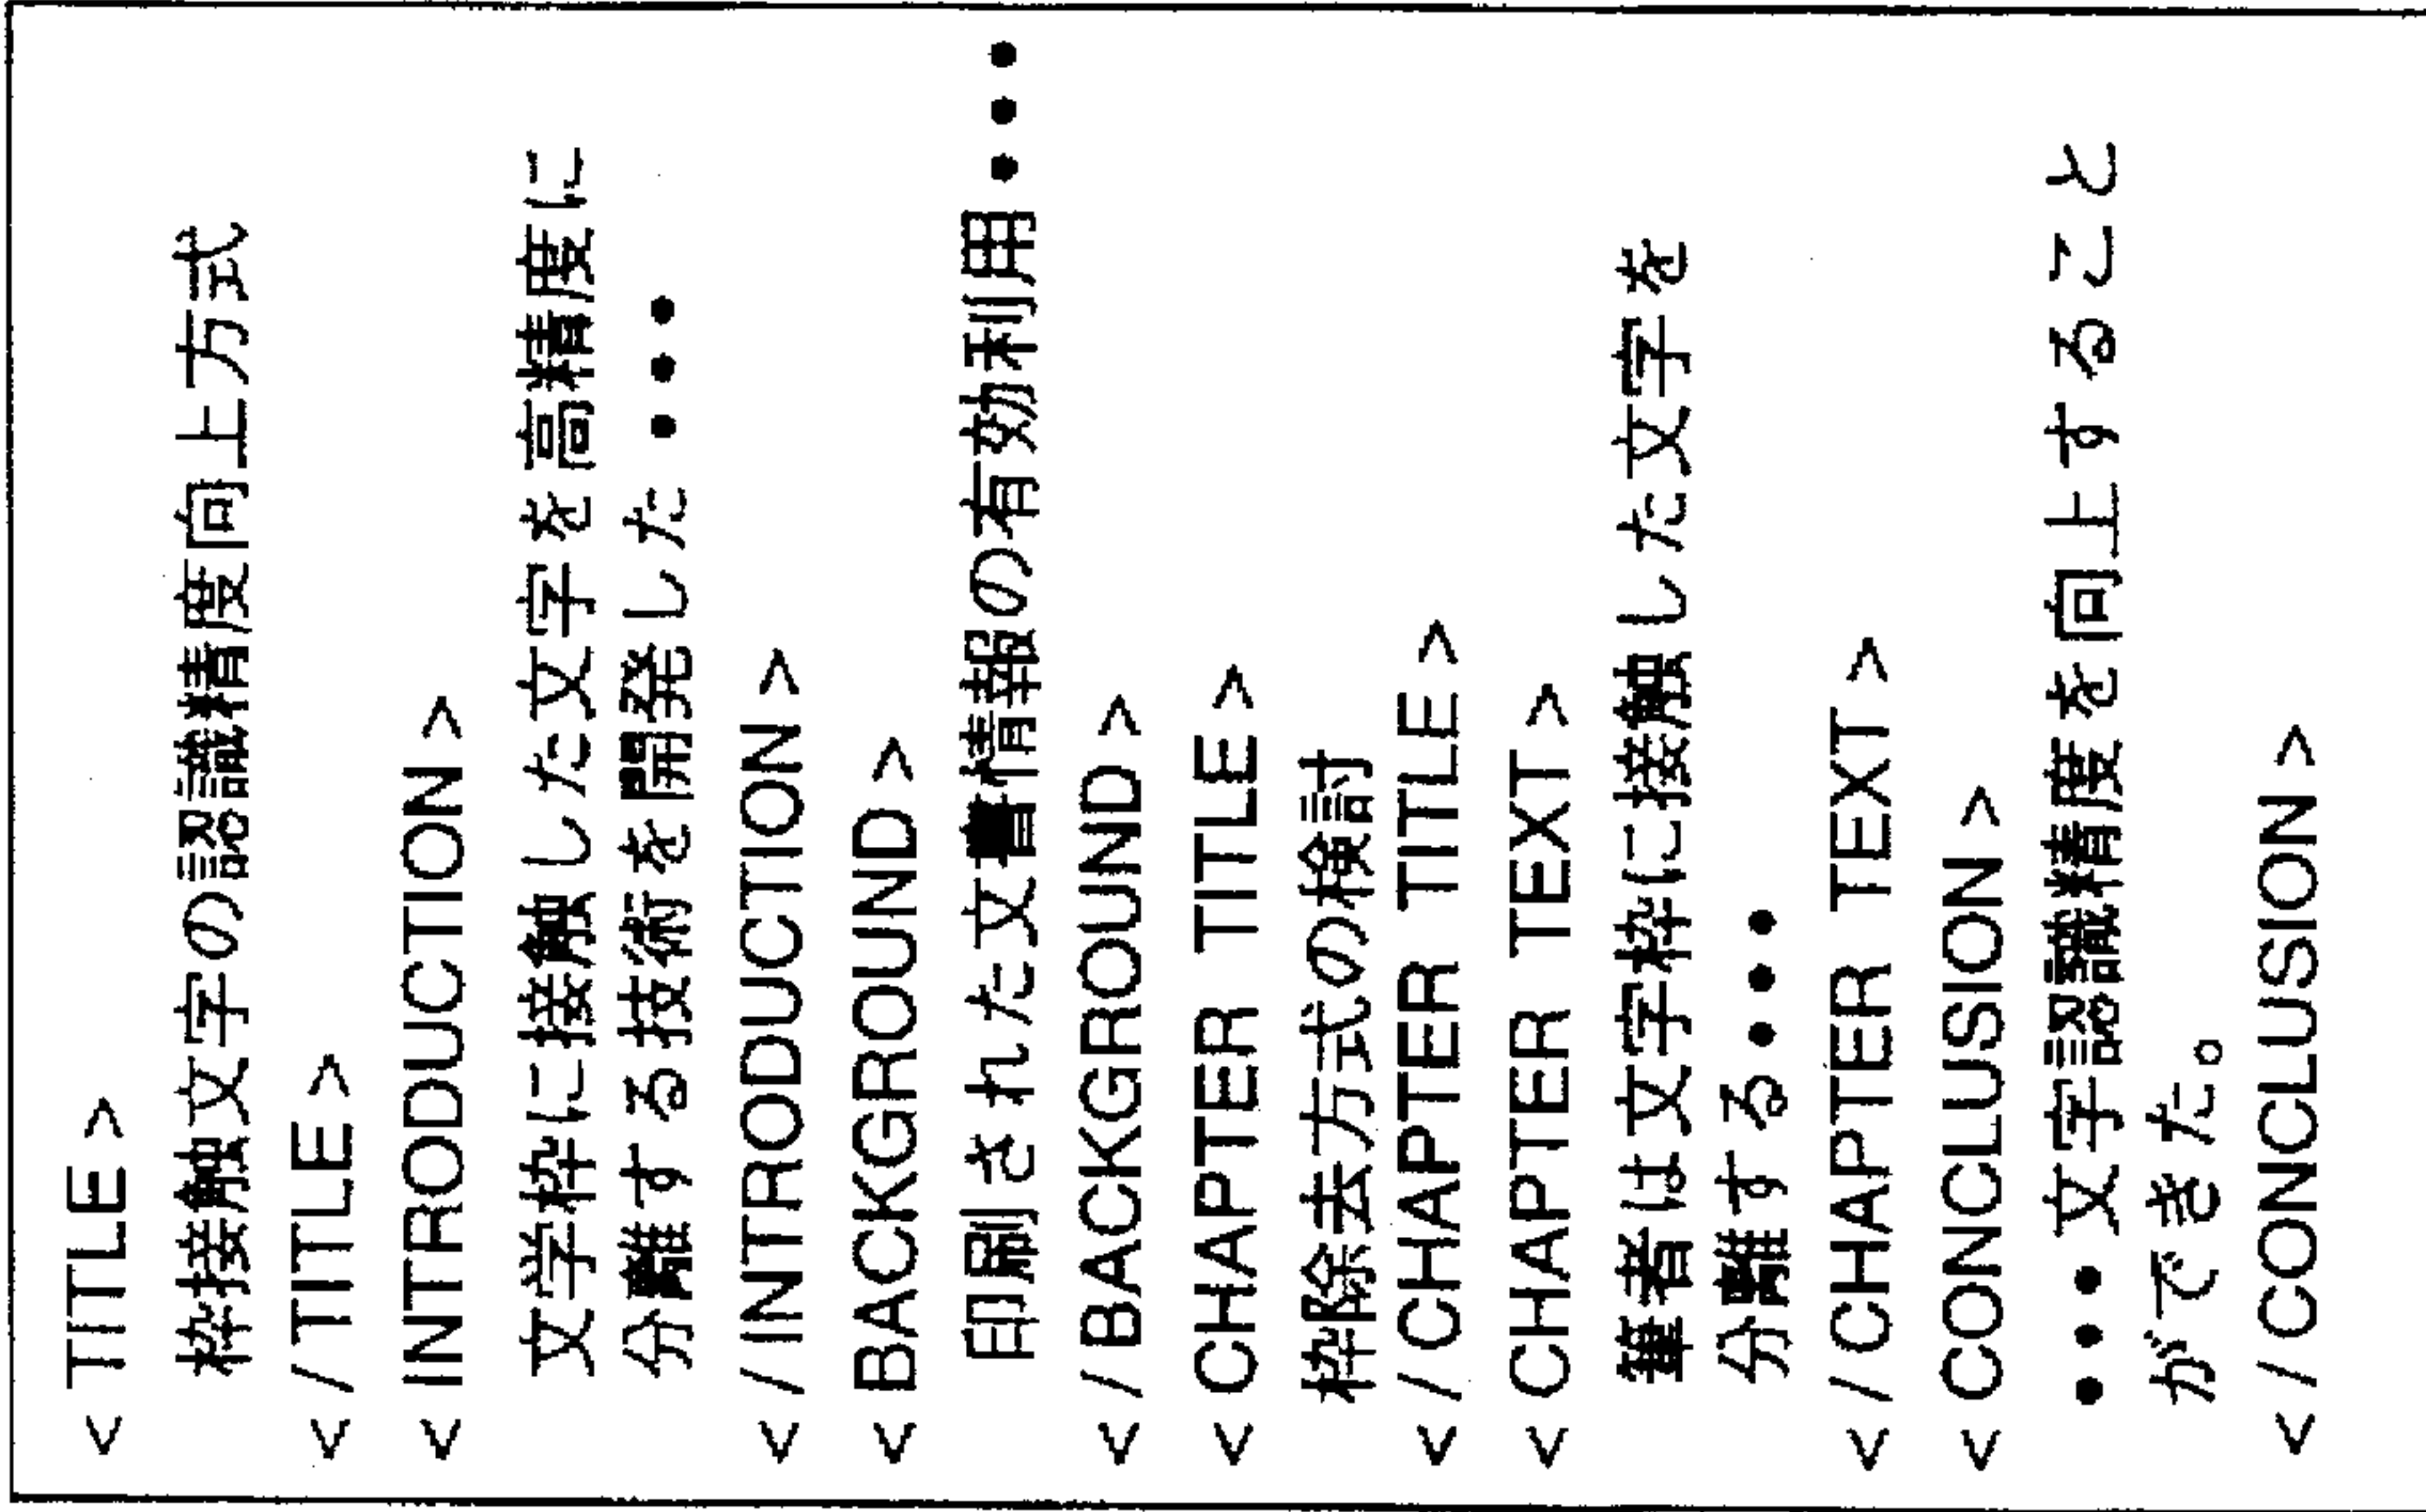 < TITLE >
枠接触文字の認識精度向上方式
< / TITLE >
< INTRODUCTION >
文学枠に接触した文字を高精度に
分離する技術を開発した • • •
< / INTRODUCTION >
< BACKGROUND >
印刷された文書情報の有効利用 • • •
< / BACKGROUND >
< CHAPTER TITLE >
枠除去方式の検討
< / CHAPTER TITLE >
< CHAPTER TEXT >
筆者は文字枠に接触した文字を
分離する • • •
< / CHAPTER TEXT >
< CONCLUSION >
• • • 文字認識精度を向上すること
ができた。
< / CONCLUSION >